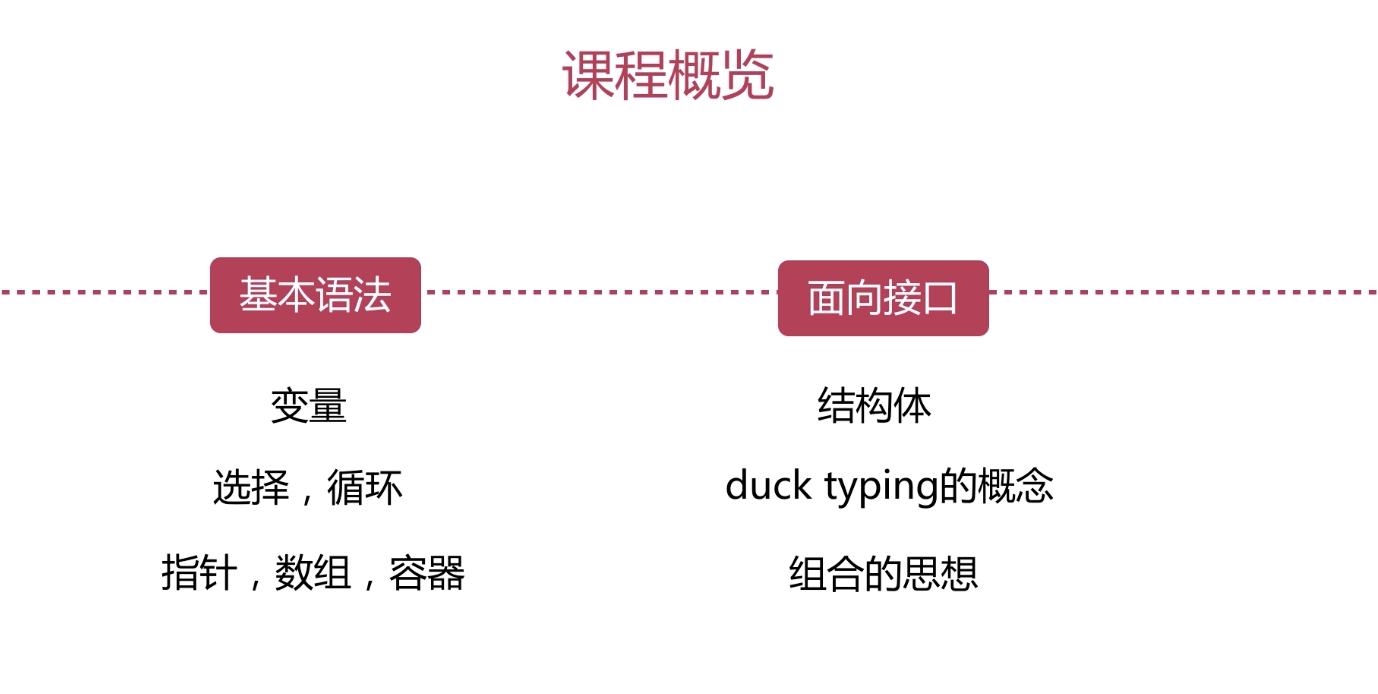 课程概览
基本语法
面向接口
变量
结构体
选择，循环
duck typing的概念
指针，数组，容器
组合的思想